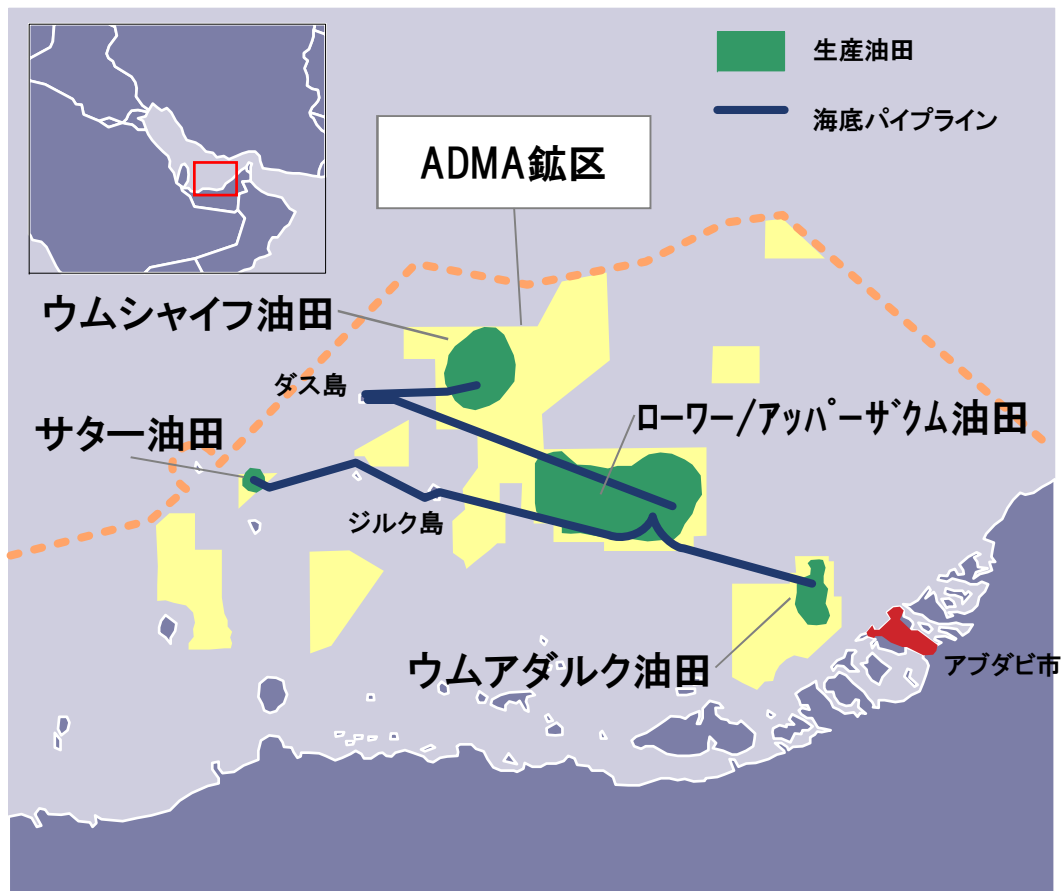 生産油田
海底パイプライン
ADMA鉱区
ウムシャイフ油田
ダス島
サター油田
ローワー/アッパーザクム油田
ジルク島
ウムアダルク油田
アブダビ市